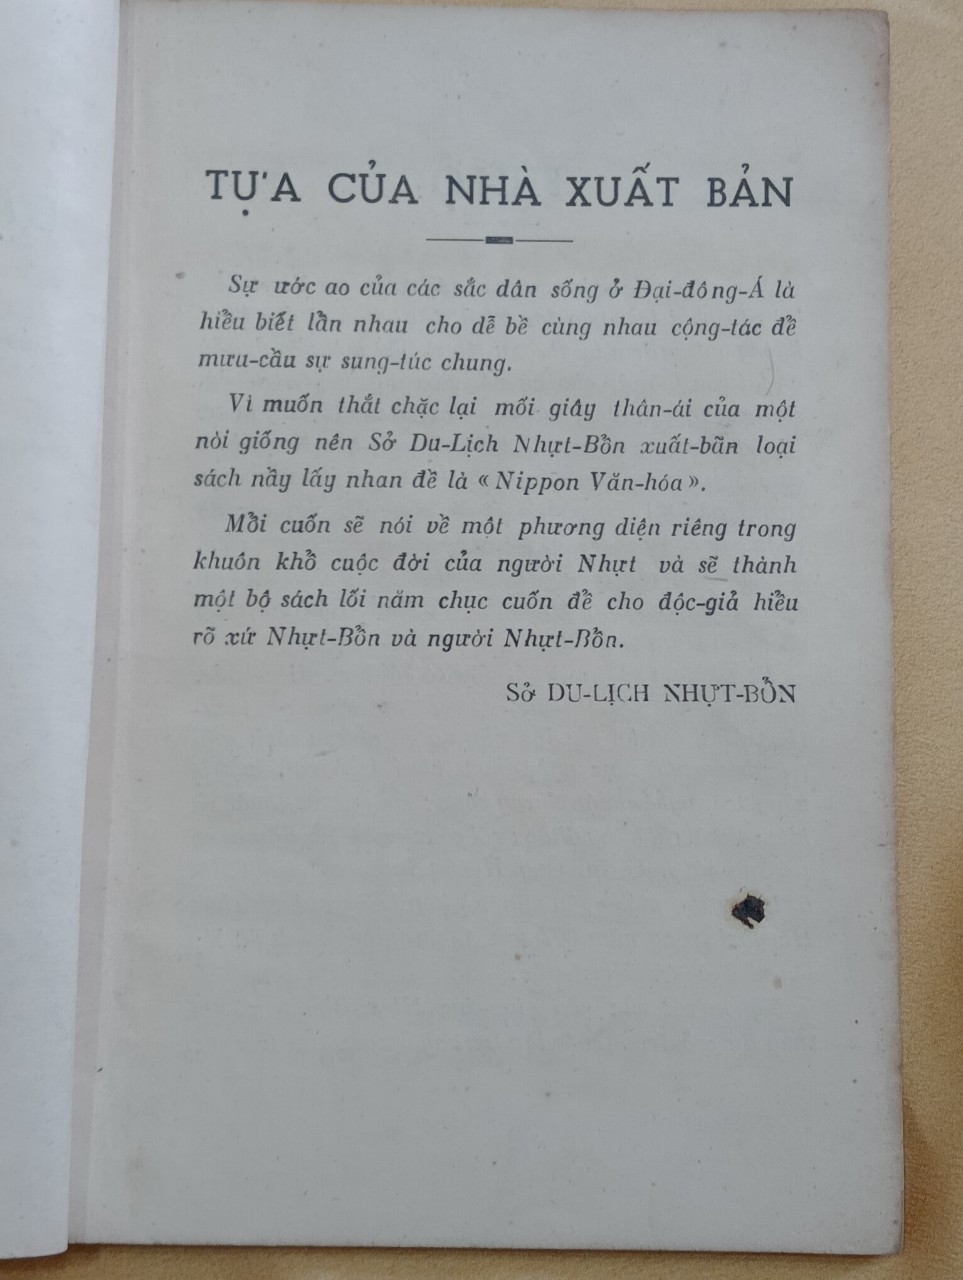 TỰA CỦA NHÀ XUẤT BẢN
Sự ước ao của các sắc dân sống ở Đại-đông-Á là
hiểu biết lẫn nhau cho dễ bề cùng nhau cộng-tác để
mưu-cầu sự sung-túc chung.
Vì muốn thắt chặc lại mối giây thân-ái của một
nòi giống nên Sở Du-Lịch Nhựt-Bổn xuất-bãn loại
sách nầy lấy nhan đề là « Nippon Văn-hóa ».
Mỗi cuốn sẽ nói về một phương diện riêng trong
khuôn khổ cuộc đời của người Nhựt và sẽ thành
một bộ sách lối năm chục cuốn để cho độc-giả hiểu
rõ xứ Nhựt-Bổn và người Nhựt-Bổn.
Sở DU-LỊCH NHỰT-BỔN